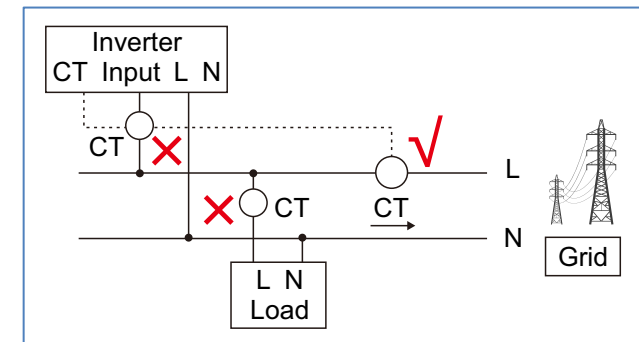 Inverter
CT Input L N
CT
L
CT
CT
N
Grid
L N
Load